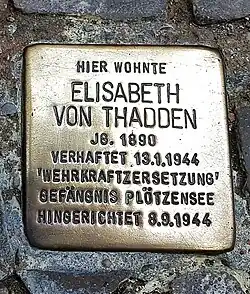 HIER WOHNTE
ELISABETH
VON THADDEN
JG. 1890
VERHAFTET 13.1.1944
'WEHRKRAFTZERSETZUNG'
GEFÄNGNIS PLÖTZENSEE
HINGERICHTET 8.9.1944